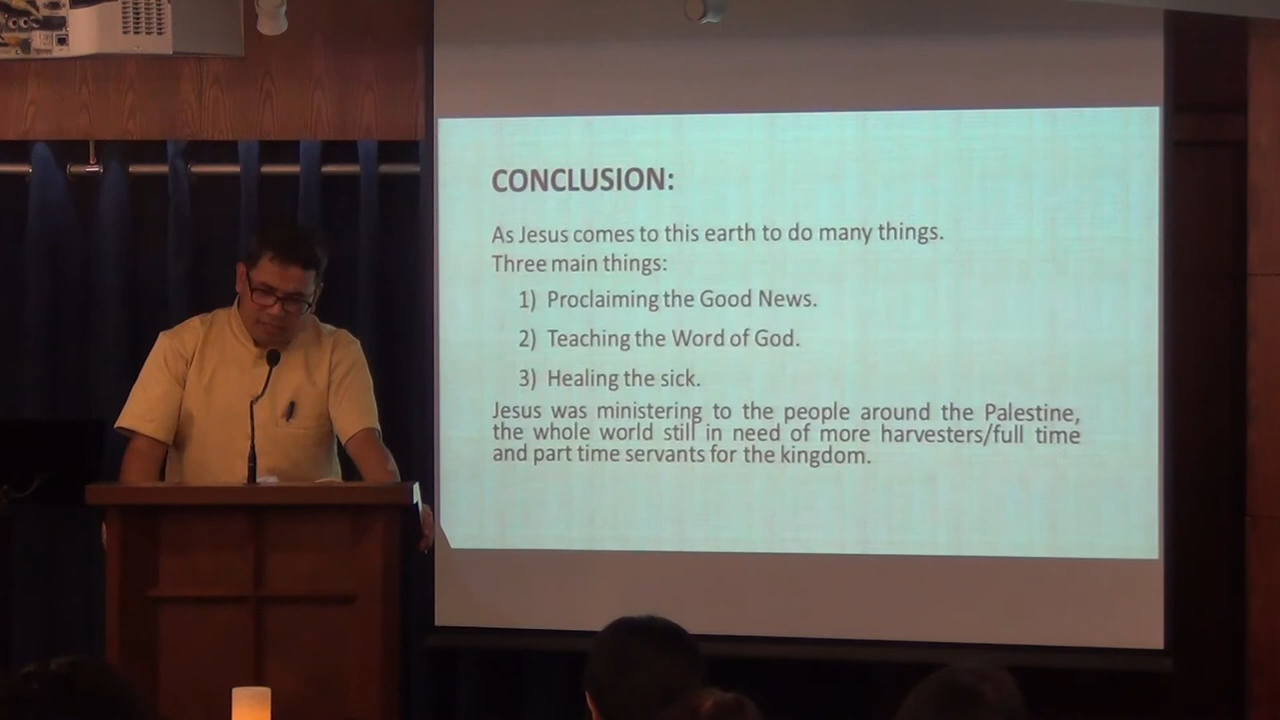 CONCLUSION:
As Jesus comes to this earth to do many things.
Three main things:
1) Proclaiming the Good News.
2) Teaching the Word of God.
3) Healing the sick.
Jesus was ministering to the people around the Palestine,
the whole world still in need of more harvesters/full time
and part time servants for the kingdom.